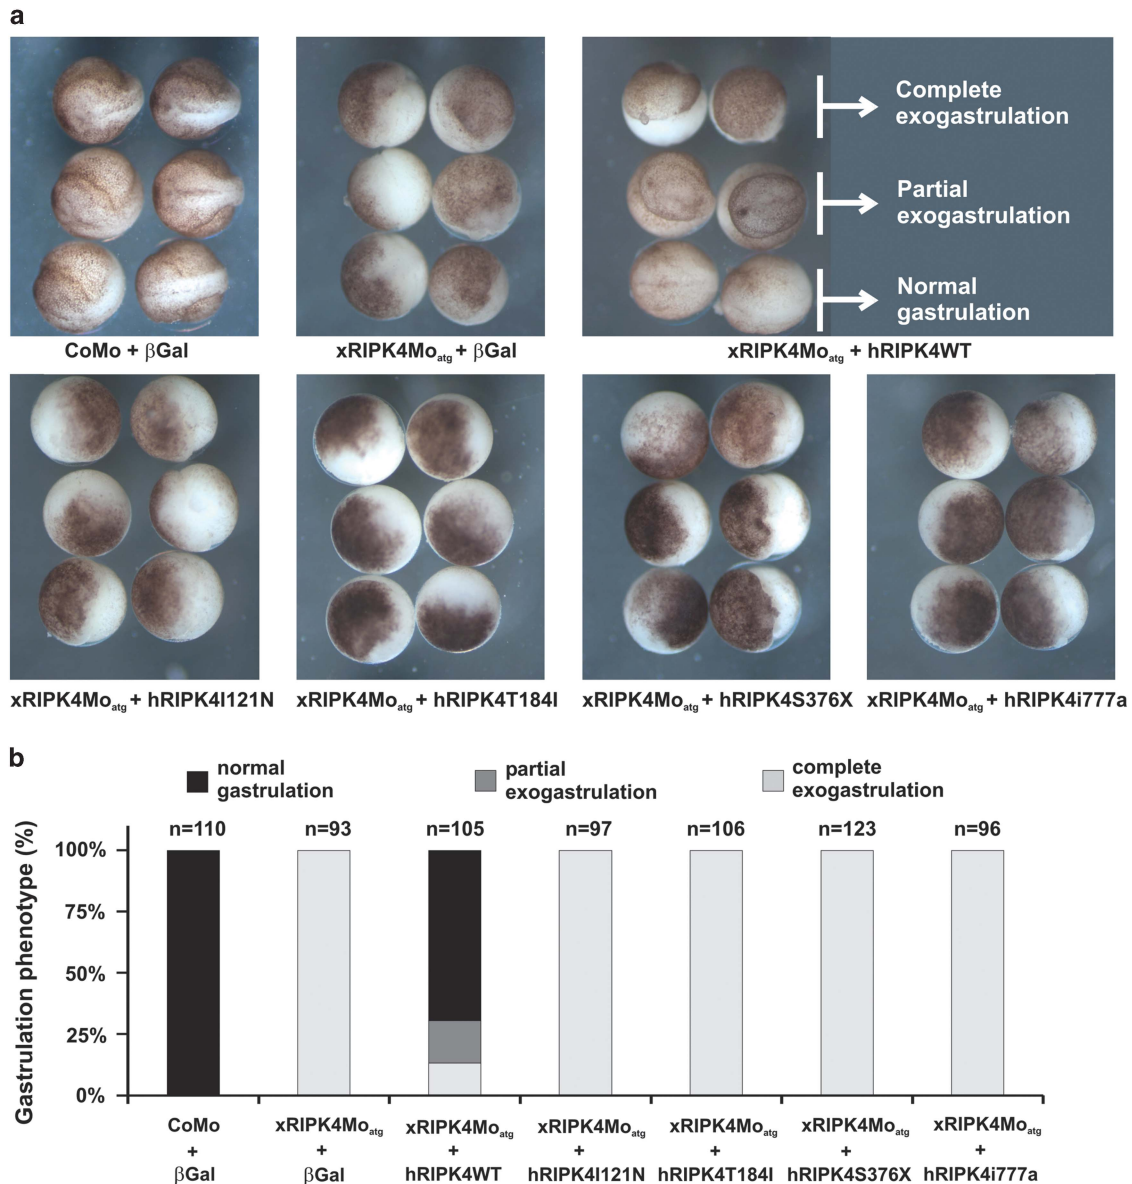 a
Complete
exogastrulation
Partial
exogastrulation
Normal
gastrulation
CoMo + βGal
xRIPK4Moatg + βGal
xRIPK4Moatg + hRIPK4WT
xRIPK4Moatg + hRIPK4I121N
xRIPK4Moatg + hRIPK4T184I
xRIPK4Moatg + hRIPK4S376X
xRIPK4Moatg + hRIPK4i777a
b
normal
gastrulation
partial
exogastrulation
complete
exogastrulation
Gastrulation phenotype (%)
n=110 n=93 n=105 n=97 n=106 n=123 n=96
100%
75%
50%
25%
0%
CoMo xRIPK4Moatg xRIPK4Moatg xRIPK4Moatg xRIPK4Moatg xRIPK4Moatg xRIPK4Moatg
+ + + + + + +
βGal βGal hRIPK4WT hRIPK4I121N hRIPK4T184I hRIPK4S376X hRIPK4i777a